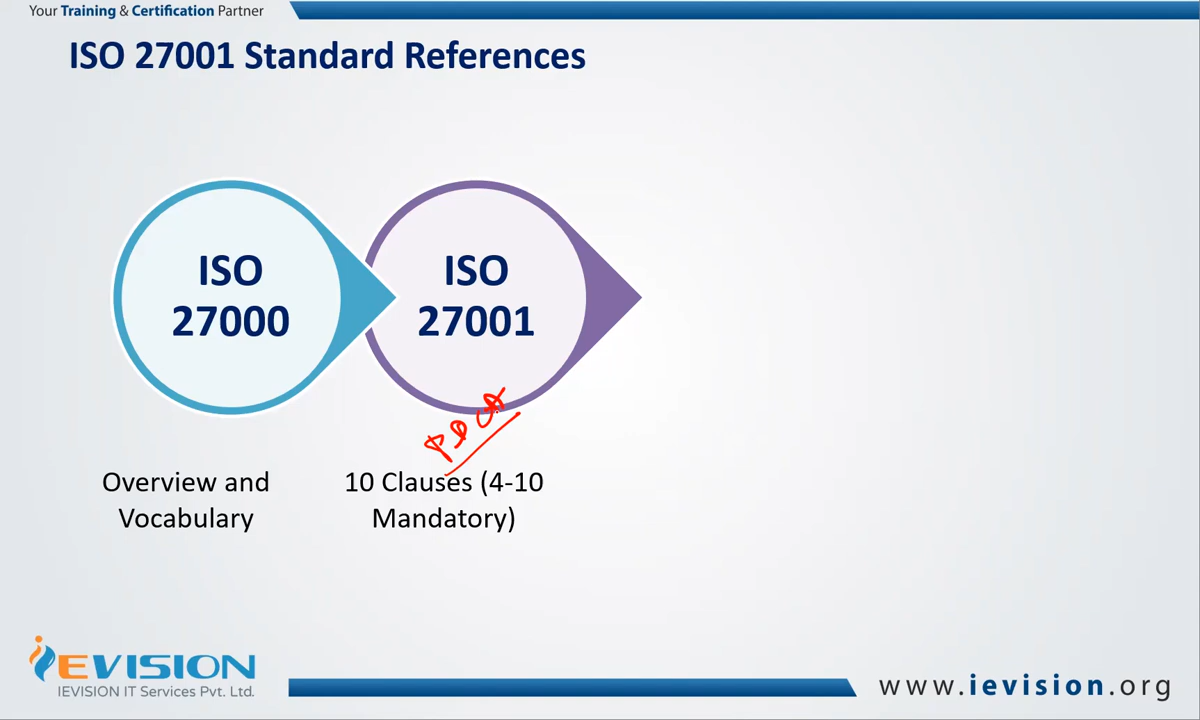 Your Training & Certification Partner
ISO 27001 Standard References
ISO
27000
ISO
27001
PDCA
Overview and
Vocabulary
10 Clauses (4-10
Mandatory)
iEVISION
IEVISION IT Services Pvt. Ltd.
www.ievision.org